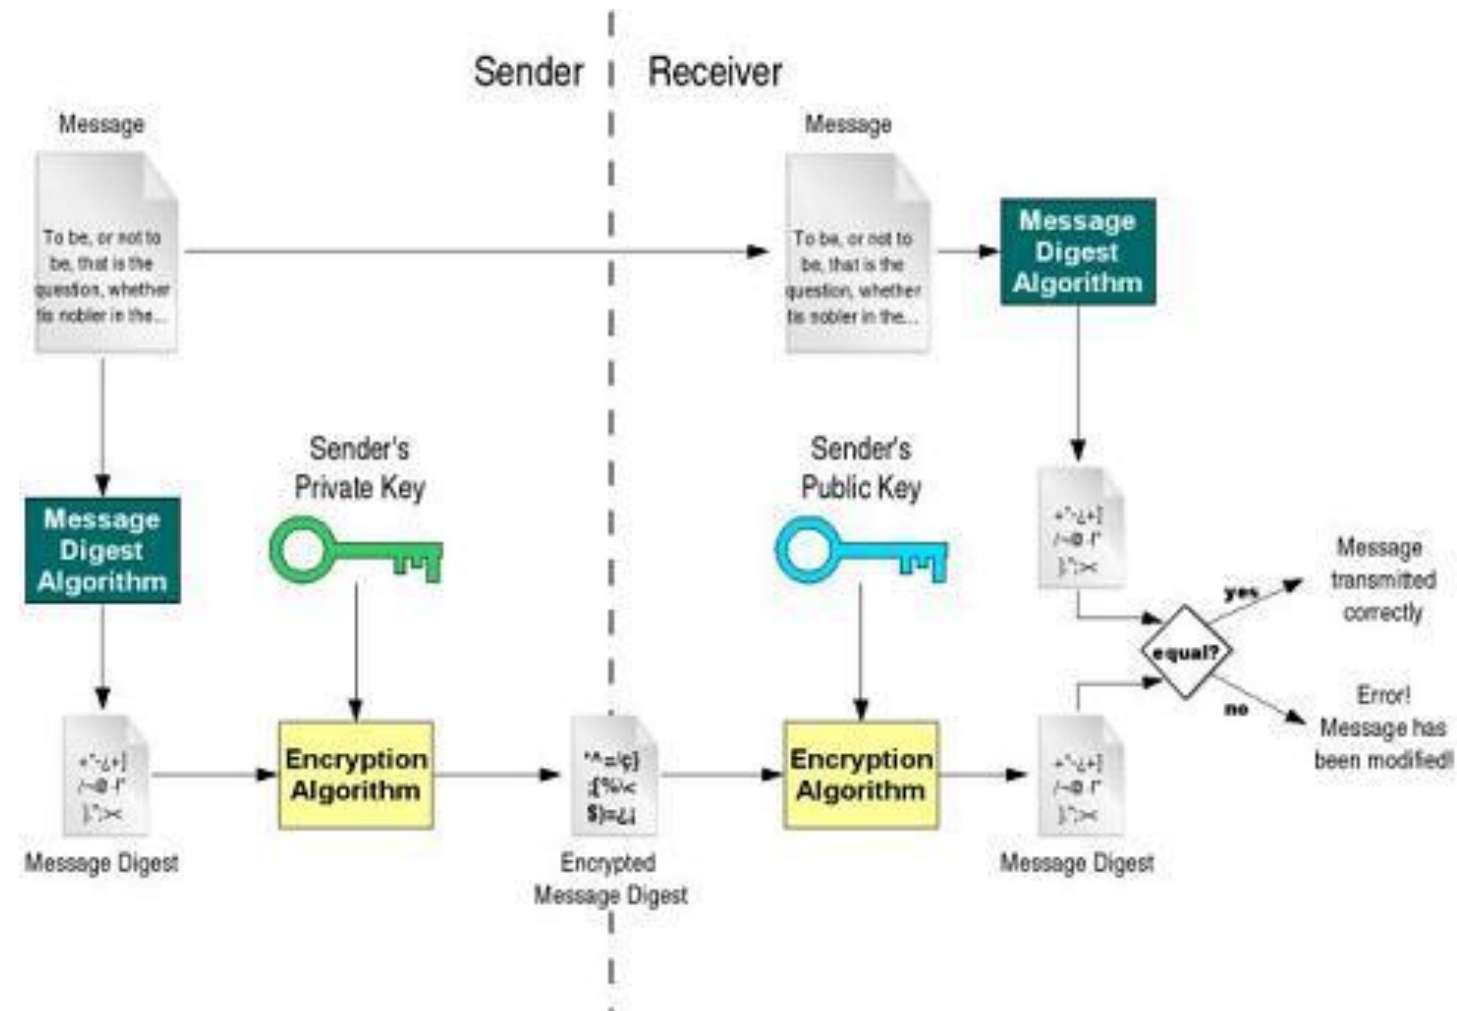 Sender
Receiver
Message
To be, or not to
be, that is the
question, whether
tis nobler in the...
Message
To be, or not to
be, that is the
question, whether
tis nobler in the...
Message
Digest
Algorithm
Message
Digest
Algorithm
Sender's
Private Key
Sender's
Public Key
equal?
yes
no
Message
transmitted
correctly
Error!
Message has
been modified!
Message Digest
Encryption
Algorithm
Encrypted
Message Digest
Encryption
Algorithm
Message Digest